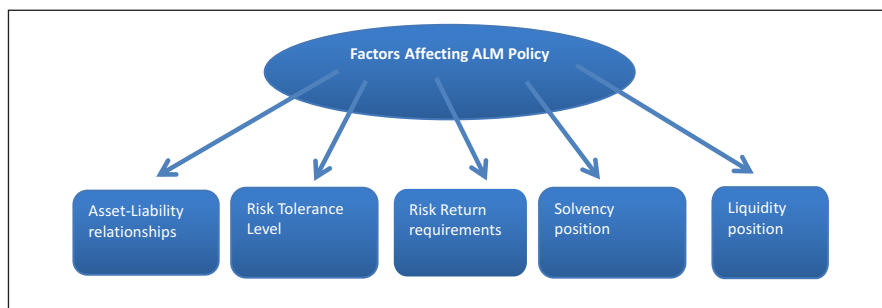 Factors Affecting ALM Policy
Asset-Liability
relationships
Risk Tolerance
Level
Risk Return
requirements
Solvency
position
Liquidity
position